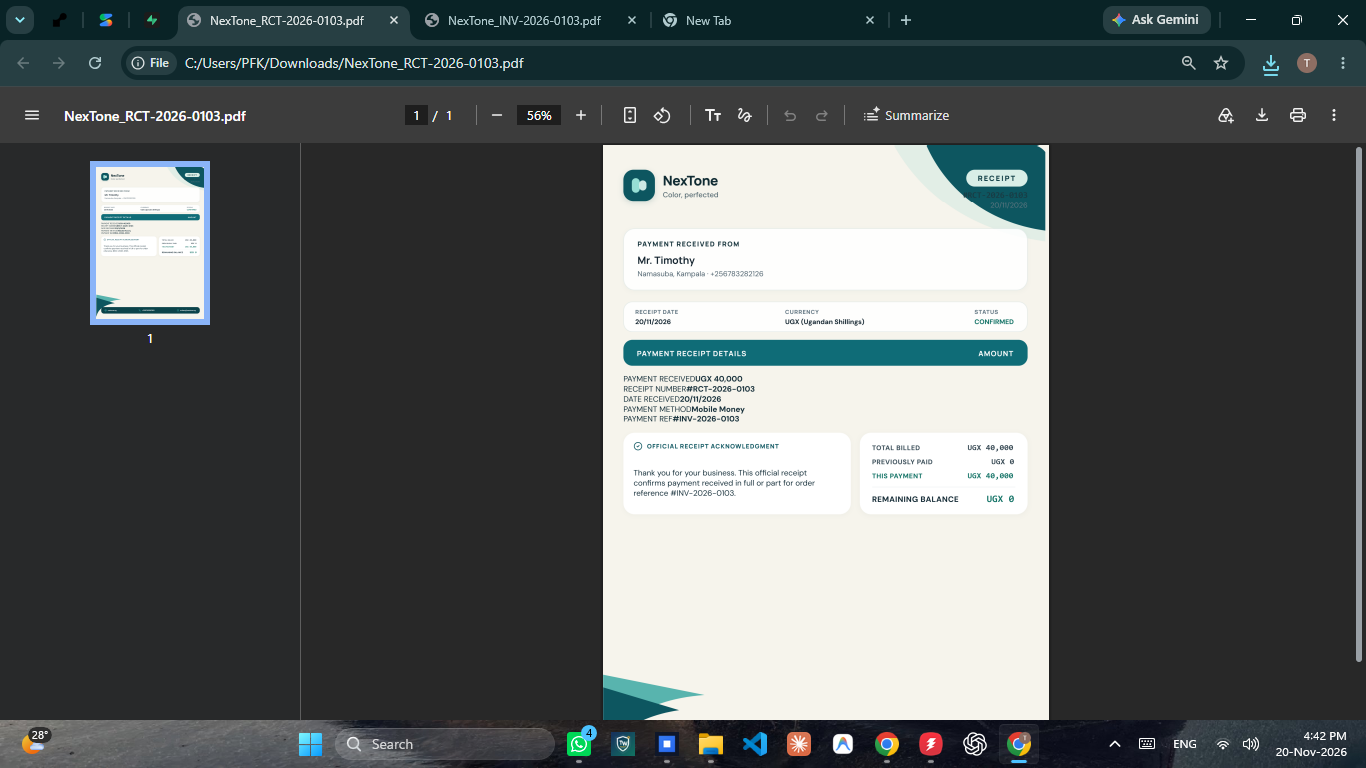 NexTone_RCT-2026-0103.pdf
NexTone_INV-2026-0103.pdf
New Tab
Ask Gemini
File
C:/Users/PFK/Downloads/NexTone_RCT-2026-0103.pdf
T
NexTone_RCT-2026-0103.pdf
1 / 1
56%
Summarize
1
NexTone
Color, perfected
RECEIPT
20/11/2026
PAYMENT RECEIVED FROM
Mr. Timothy
Namasuba, Kampala · +256783282126
RECEIPT DATE CURRENCY STATUS
20/11/2026 UGX (Ugandan Shillings) CONFIRMED
PAYMENT RECEIPT DETAILS AMOUNT
PAYMENT RECEIVEDUGX 40,000
RECEIPT NUMBER#RCT-2026-0103
DATE RECEIVED20/11/2026
PAYMENT METHODMobile Money
PAYMENT REF#INV-2026-0103
OFFICIAL RECEIPT ACKNOWLEDGMENT
Thank you for your business. This official receipt
confirms payment received in full or part for order
reference #INV-2026-0103.
TOTAL BILLED UGX 40,000
PREVIOUSLY PAID UGX 0
THIS PAYMENT UGX 40,000
REMAINING BALANCE UGX 0
28°
Search
4
ENG
4:42 PM
20-Nov-2026